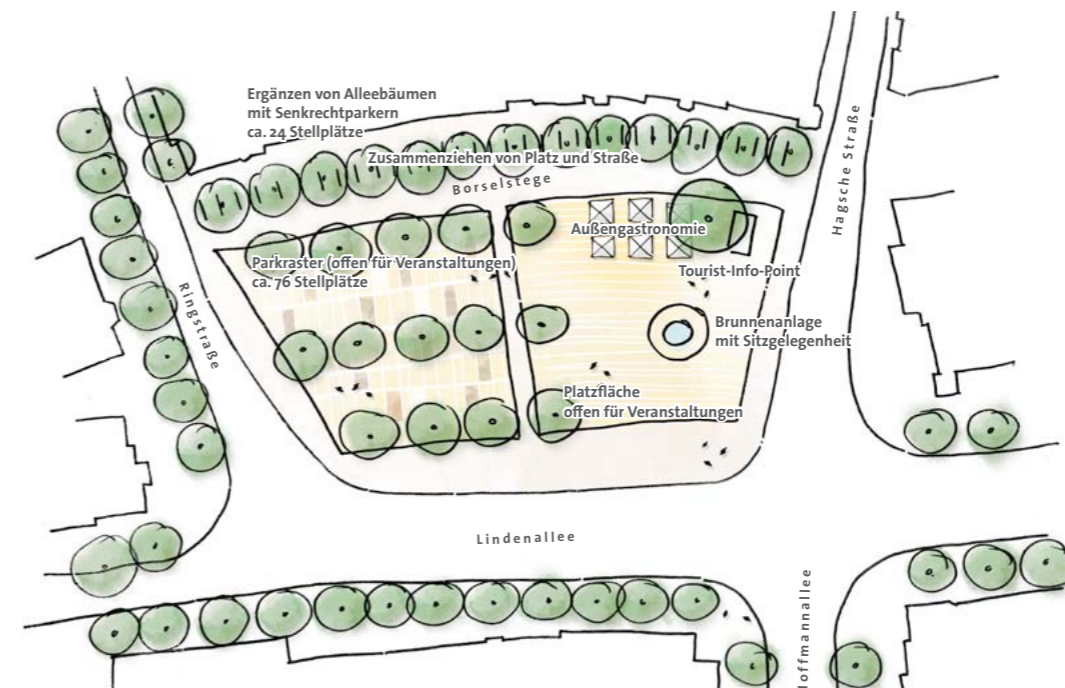 Ergänzen von Alleebäumen
mit Senkrechtparkern
ca. 24 Stellplätze
Zusammenziehen von Platz und Straße
Borselstege
Hagsche Straße
Außengastronomie
Parkraster (offen für Veranstaltungen)
ca. 76 Stellplätze
Tourist-Info-Point
Ringstraße
Brunnenanlage
mit Sitzgelegenheit
Platzfläche
offen für Veranstaltungen
Lindenallee
Hoffmannallee